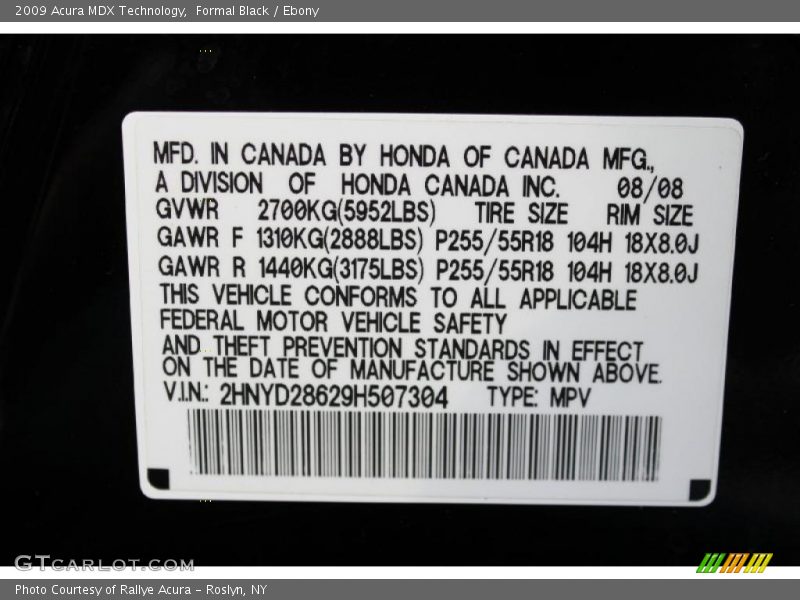 2009 Acura MDX Technology,  Formal Black / Ebony
MFD. IN CANADA BY HONDA OF CANADA MFG.,
A DIVISION OF HONDA CANADA INC. 08/08
GVWR 2700KG(5952LBS) TIRE SIZE RIM SIZE
GAWR F 1310KG(2888LBS) P255/55R18 104H 18X8.0J
GAWR R 1440KG(3175LBS) P255/55R18 104H 18X8.0J
THIS VEHICLE CONFORMS TO ALL APPLICABLE
FEDERAL MOTOR VEHICLE SAFETY
AND THEFT PREVENTION STANDARDS IN EFFECT
ON THE DATE OF MANUFACTURE SHOWN ABOVE.
V.I.N.: 2HNYD28629H507304 TYPE: MPV
GTCARLOT.COM
Photo Courtesy of Rallye Acura - Roslyn, NY